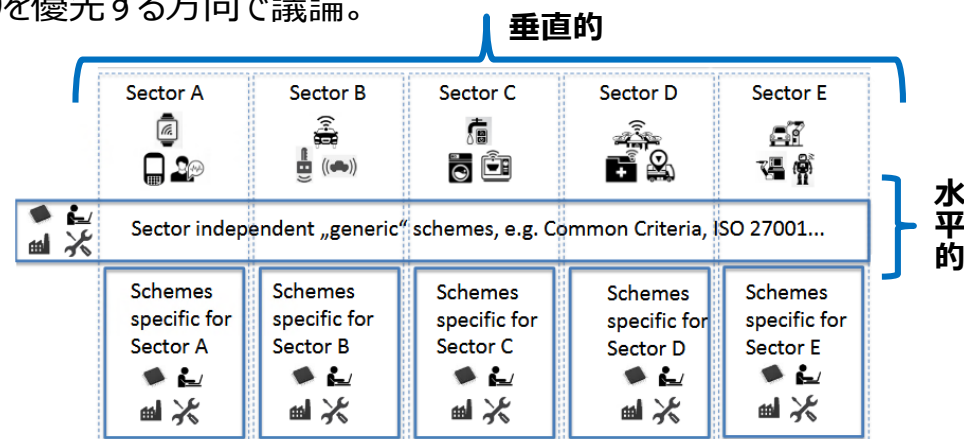 を優先する方向で議論。
垂直的
Sector A
Sector B
Sector C
Sector D
Sector E
Sector independent „generic“ schemes, e.g. Common Criteria, ISO 27001...
水平的
Schemes
specific for
Sector A
Schemes
specific for
Sector B
Schemes
specific for
Sector C
Schemes
specific for
Sector D
Schemes
specific for
Sector E